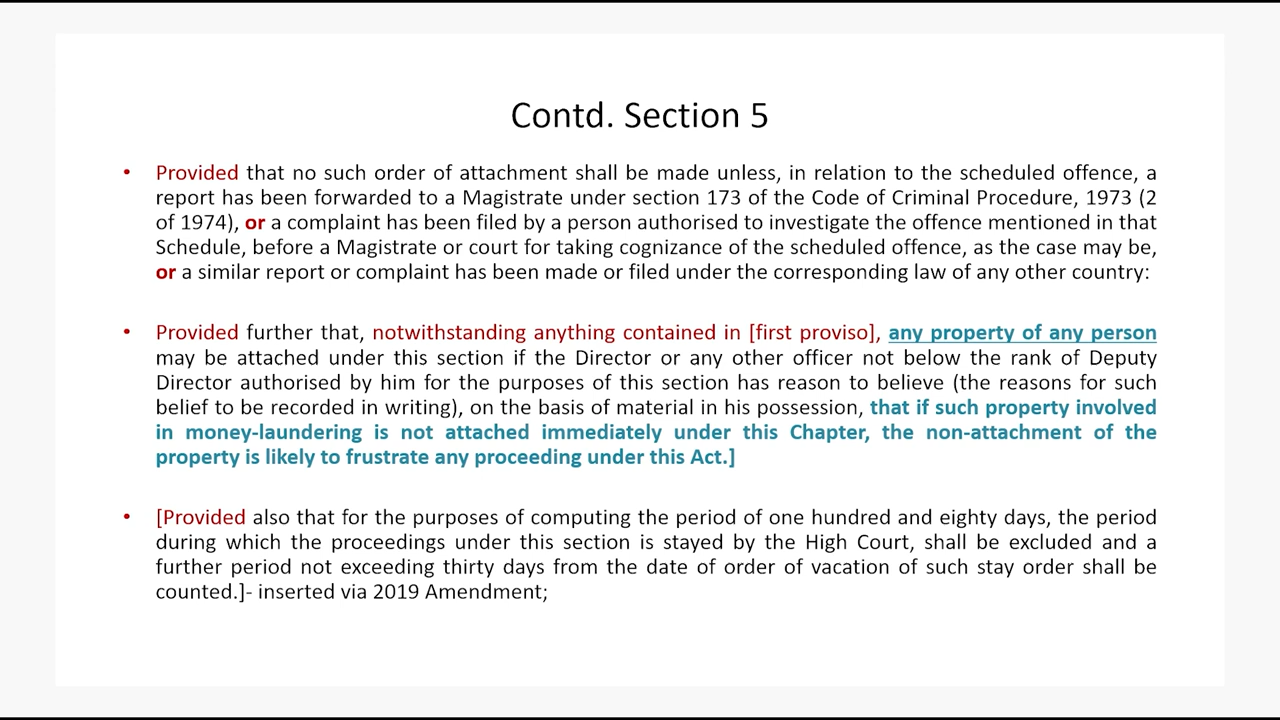 Contd. Section 5
• Provided that no such order of attachment shall be made unless, in relation to the scheduled offence, a
report has been forwarded to a Magistrate under section 173 of the Code of Criminal Procedure, 1973 (2
of 1974), or a complaint has been filed by a person authorised to investigate the offence mentioned in that
Schedule, before a Magistrate or court for taking cognizance of the scheduled offence, as the case may be,
or a similar report or complaint has been made or filed under the corresponding law of any other country:
• Provided further that, notwithstanding anything contained in [first proviso], any property of any person
may be attached under this section if the Director or any other officer not below the rank of Deputy
Director authorised by him for the purposes of this section has reason to believe (the reasons for such
belief to be recorded in writing), on the basis of material in his possession, that if such property involved
in money-laundering is not attached immediately under this Chapter, the non-attachment of the
property is likely to frustrate any proceeding under this Act.]
• [Provided also that for the purposes of computing the period of one hundred and eighty days, the period
during which the proceedings under this section is stayed by the High Court, shall be excluded and a
further period not exceeding thirty days from the date of order of vacation of such stay order shall be
counted.]- inserted via 2019 Amendment;